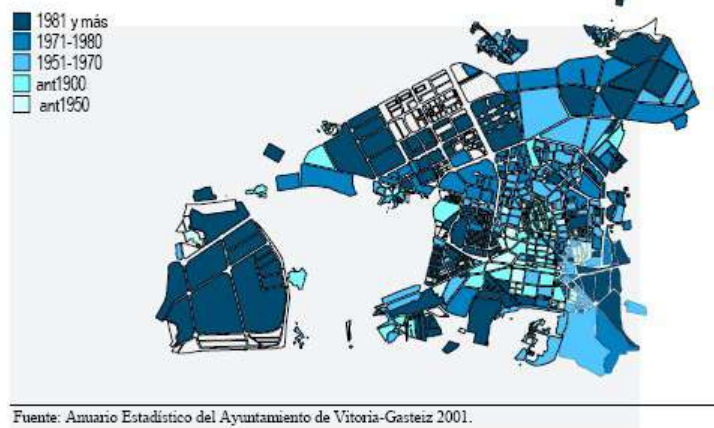 1981 y más
1971-1980
1951-1970
ant1900
ant1950
Fuente: Anuario Estadístico del Ayuntamiento de Vitoria-Gasteiz 2001.